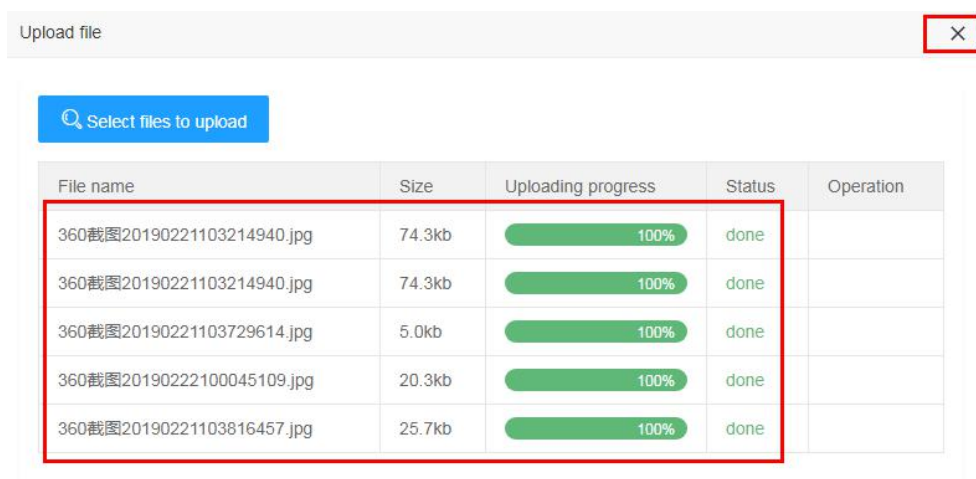 Upload file ×
Select files to upload
File name Size Uploading progress Status Operation
360截图20190221103214940.jpg 74.3kb 100% done
360截图20190221103214940.jpg 74.3kb 100% done
360截图20190221103729614.jpg 5.0kb 100% done
360截图20190222100045109.jpg 20.3kb 100% done
360截图20190221103816457.jpg 25.7kb 100% done